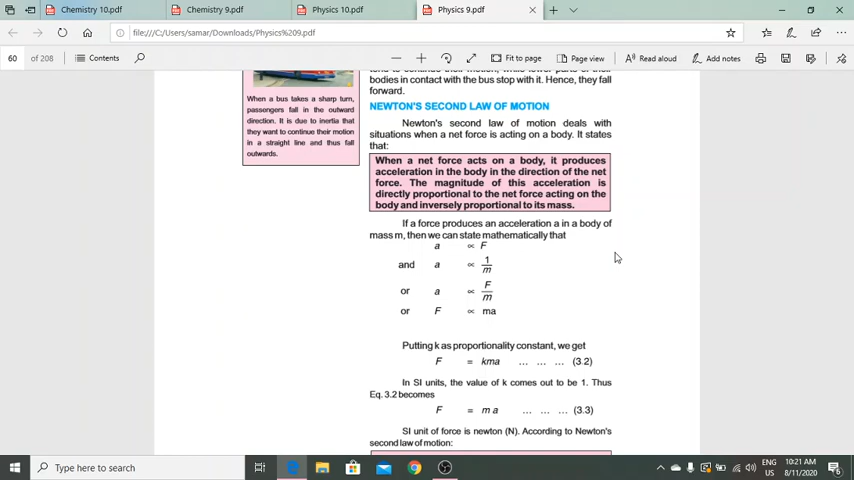 Chemistry 10.pdf
Chemistry 9.pdf
Physics 10.pdf
Physics 9.pdf
file:///C:/Users/samar/Downloads/Physics%209.pdf
60 of 208
Contents
Fit to page
Page view
Read aloud
Add notes
bodies in contact with the bus stop with it). Hence, they fall
forward.
When a bus takes a sharp turn,
passengers fall in the outward
direction. It is due to inertia that
they want to continue their motion
in a straight line and thus fall
outwards.
NEWTON'S SECOND LAW OF MOTION
Newton's second law of motion deals with
situations when a net force is acting on a body. It states
that:
When a net force acts on a body, it produces
acceleration in the body in the direction of the net
force. The magnitude of this acceleration is
directly proportional to the net force acting on the
body and inversely proportional to its mass.
If a force produces an acceleration a in a body of
mass m, then we can state mathematically that
a ∝ F
and a ∝ 1/m
or a ∝ F/m
or F ∝ ma
Putting k as proportionality constant, we get
F = kma ... ... ... (3.2)
In SI units, the value of k comes out to be 1. Thus
Eq. 3.2 becomes
F = m a ... ... ... (3.3)
SI unit of force is newton (N). According to Newton's
second law of motion:
Type here to search
ENG
US
10:21 AM
8/11/2020